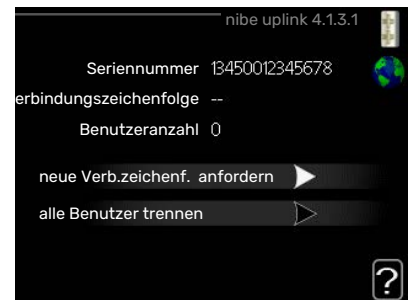 nibe uplink 4.1.3.1
Seriennummer 13450012345678
erbindungszeichenfolge --
Benutzeranzahl 0
neue Verb.zeichenf. anfordern
alle Benutzer trennen
?